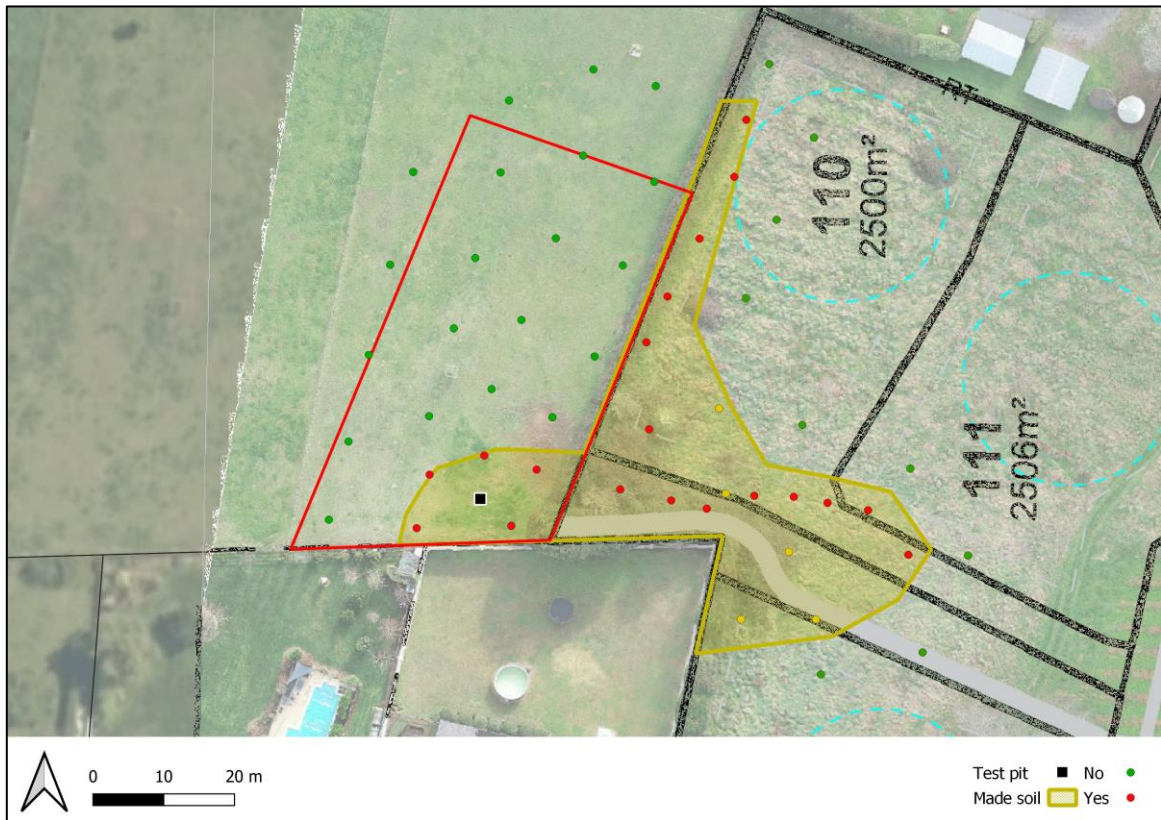 RT
110
2500m²
111
2506m²
0 10 20 m
Test pit No
Made soil Yes